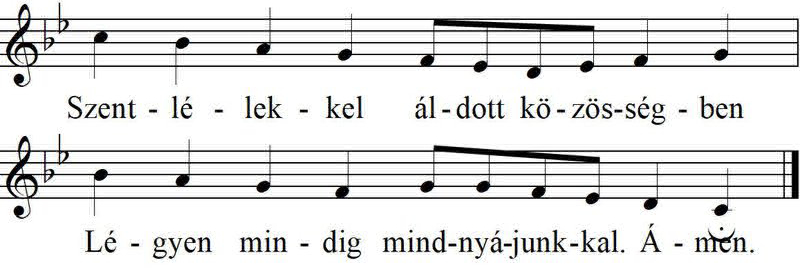 Szent - lé - lek - kel ál - dott kö - zös-ség - ben
Lé - gyen min - dig mind-nyá-junk-kal. Á - men.